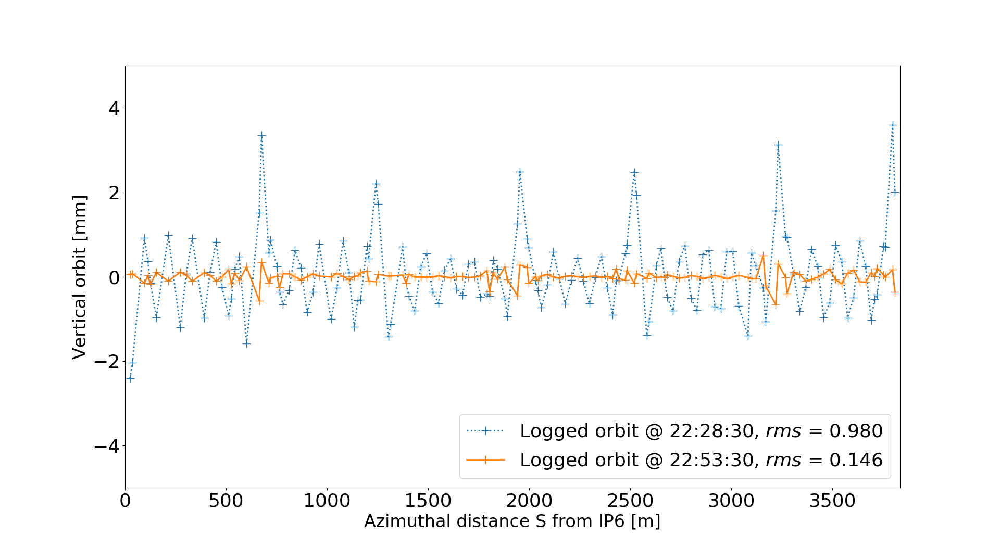 4
2
0
−2
−4
Vertical orbit [mm]
Logged orbit @ 22:28:30, rms = 0.980
Logged orbit @ 22:53:30, rms = 0.146
0 500 1000 1500 2000 2500 3000 3500
Azimuthal distance S from IP6 [m]